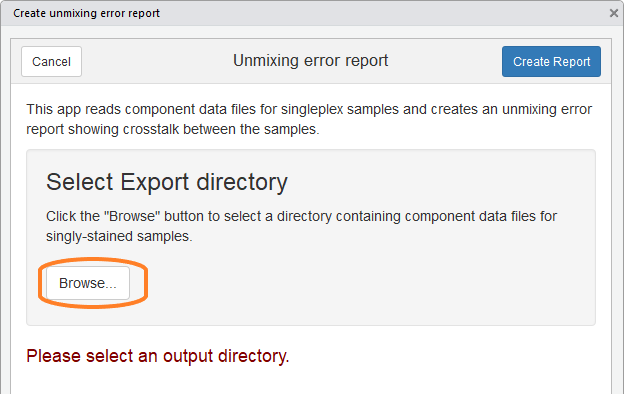 Create unmixing error report
Cancel
Unmixing error report
Create Report
This app reads component data files for singleplex samples and creates an unmixing error
report showing crosstalk between the samples.
Select Export directory
Click the "Browse" button to select a directory containing component data files for
singly-stained samples.
Browse...
Please select an output directory.